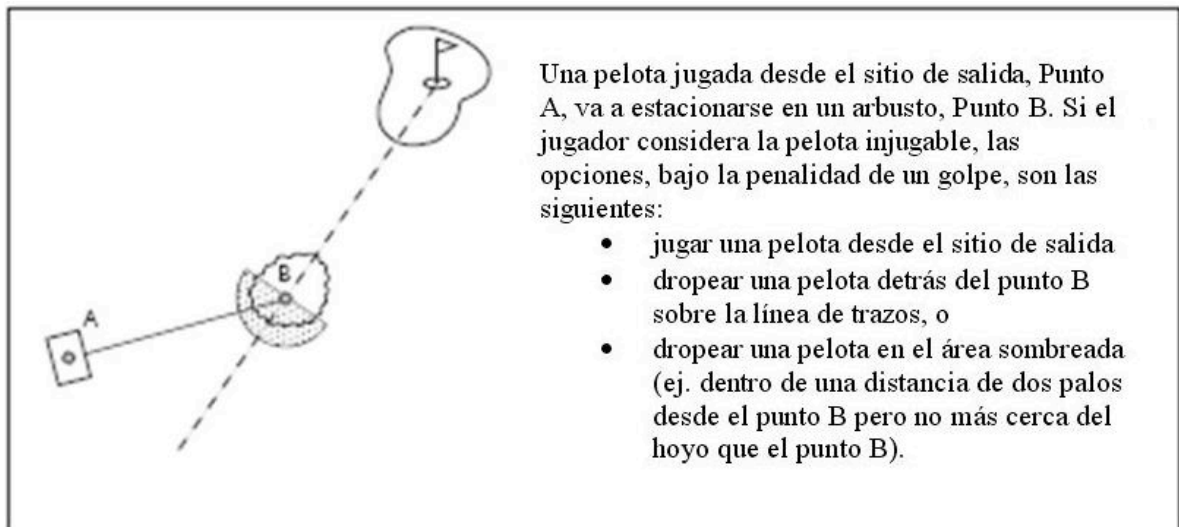 Una pelota jugada desde el sitio de salida, Punto
A, va a estacionarse en un arbusto, Punto B. Si el
jugador considera la pelota injugable, las
opciones, bajo la penalidad de un golpe, son las
siguientes:
• jugar una pelota desde el sitio de salida
• dropear una pelota detrás del punto B
sobre la línea de trazos, o
• dropear una pelota en el área sombreada
(ej. dentro de una distancia de dos palos
desde el punto B pero no más cerca del
hoyo que el punto B).
B
A